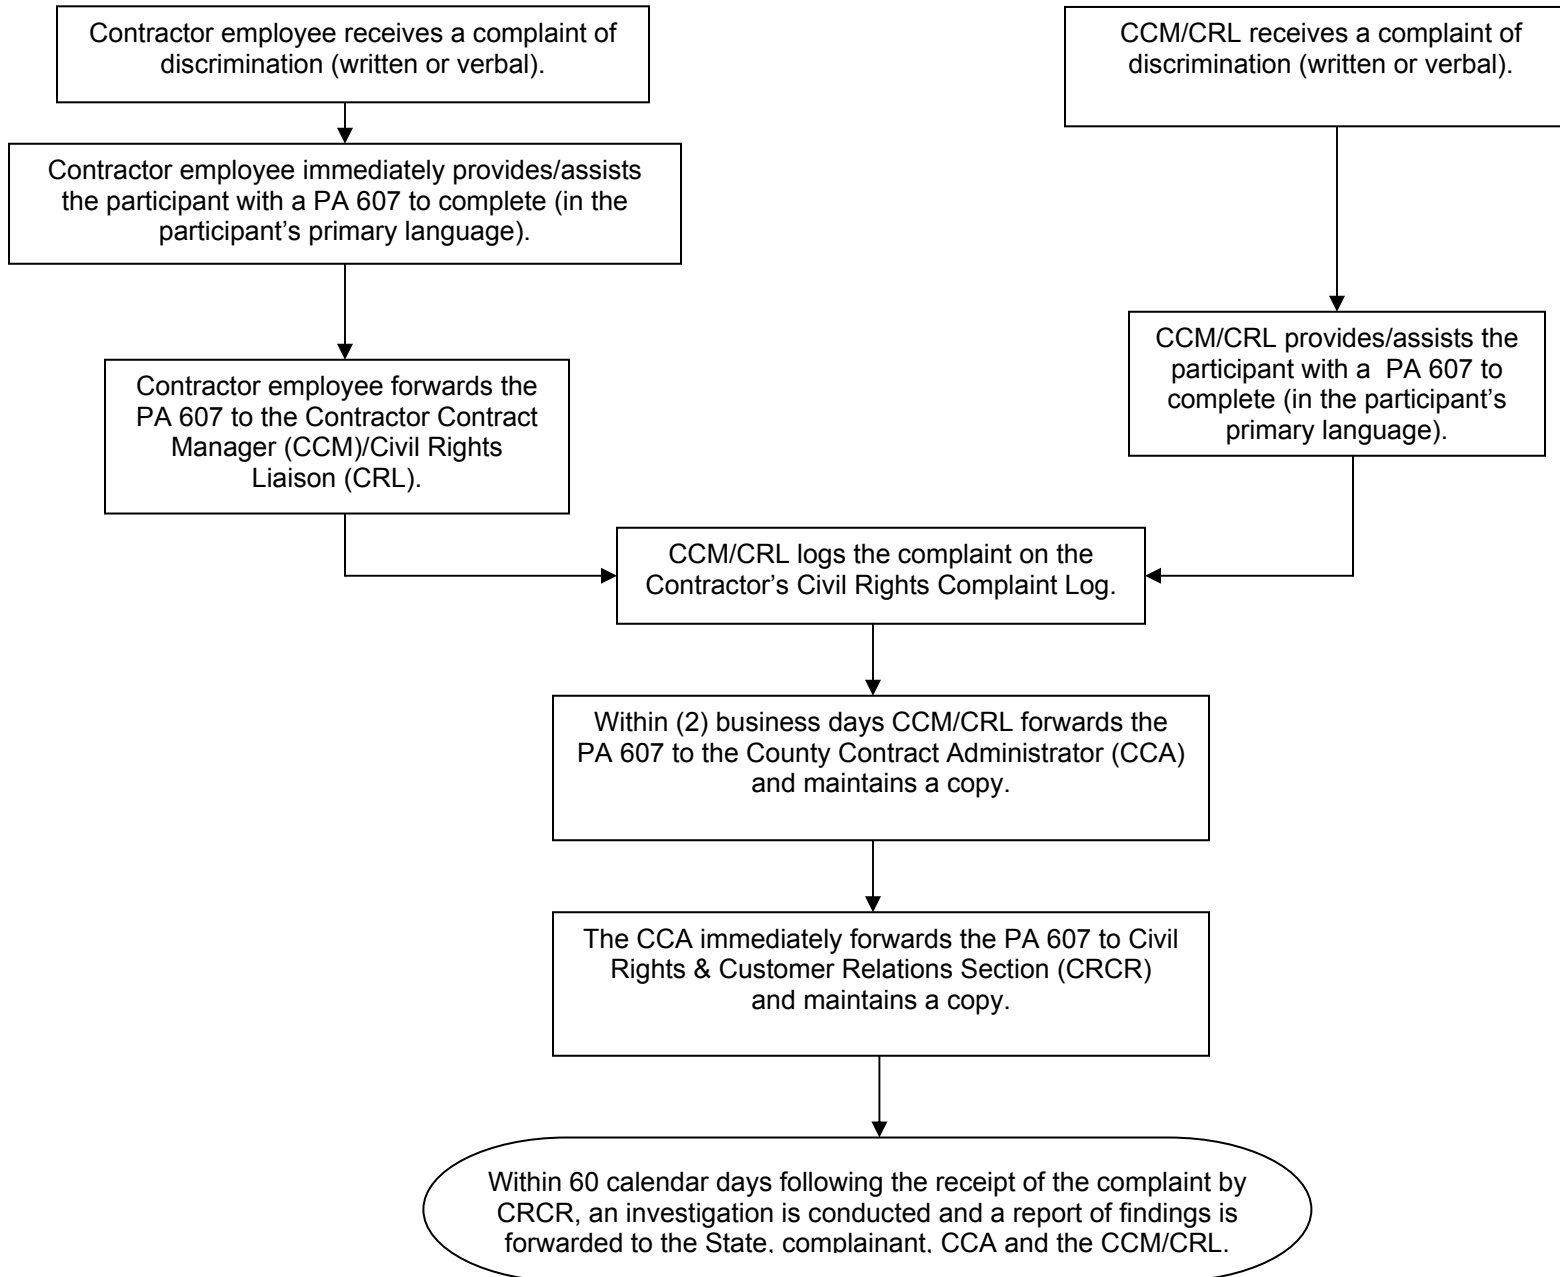 Contractor employee receives a complaint of
discrimination (written or verbal).
CCM/CRL receives a complaint of
discrimination (written or verbal).
Contractor employee immediately provides/assists
the participant with a PA 607 to complete (in the
participant’s primary language).
CCM/CRL provides/assists the
participant with a  PA 607 to
complete (in the participant’s
primary language).
Contractor employee forwards the
PA 607 to the Contractor Contract
Manager (CCM)/Civil Rights
Liaison (CRL).
CCM/CRL logs the complaint on the
Contractor’s Civil Rights Complaint Log.
Within (2) business days CCM/CRL forwards the
PA 607 to the County Contract Administrator (CCA)
and maintains a copy.
The CCA immediately forwards the PA 607 to Civil
Rights & Customer Relations Section (CRCR)
and maintains a copy.
Within 60 calendar days following the receipt of the complaint by
CRCR, an investigation is conducted and a report of findings is
forwarded to the State, complainant, CCA and the CCM/CRL.